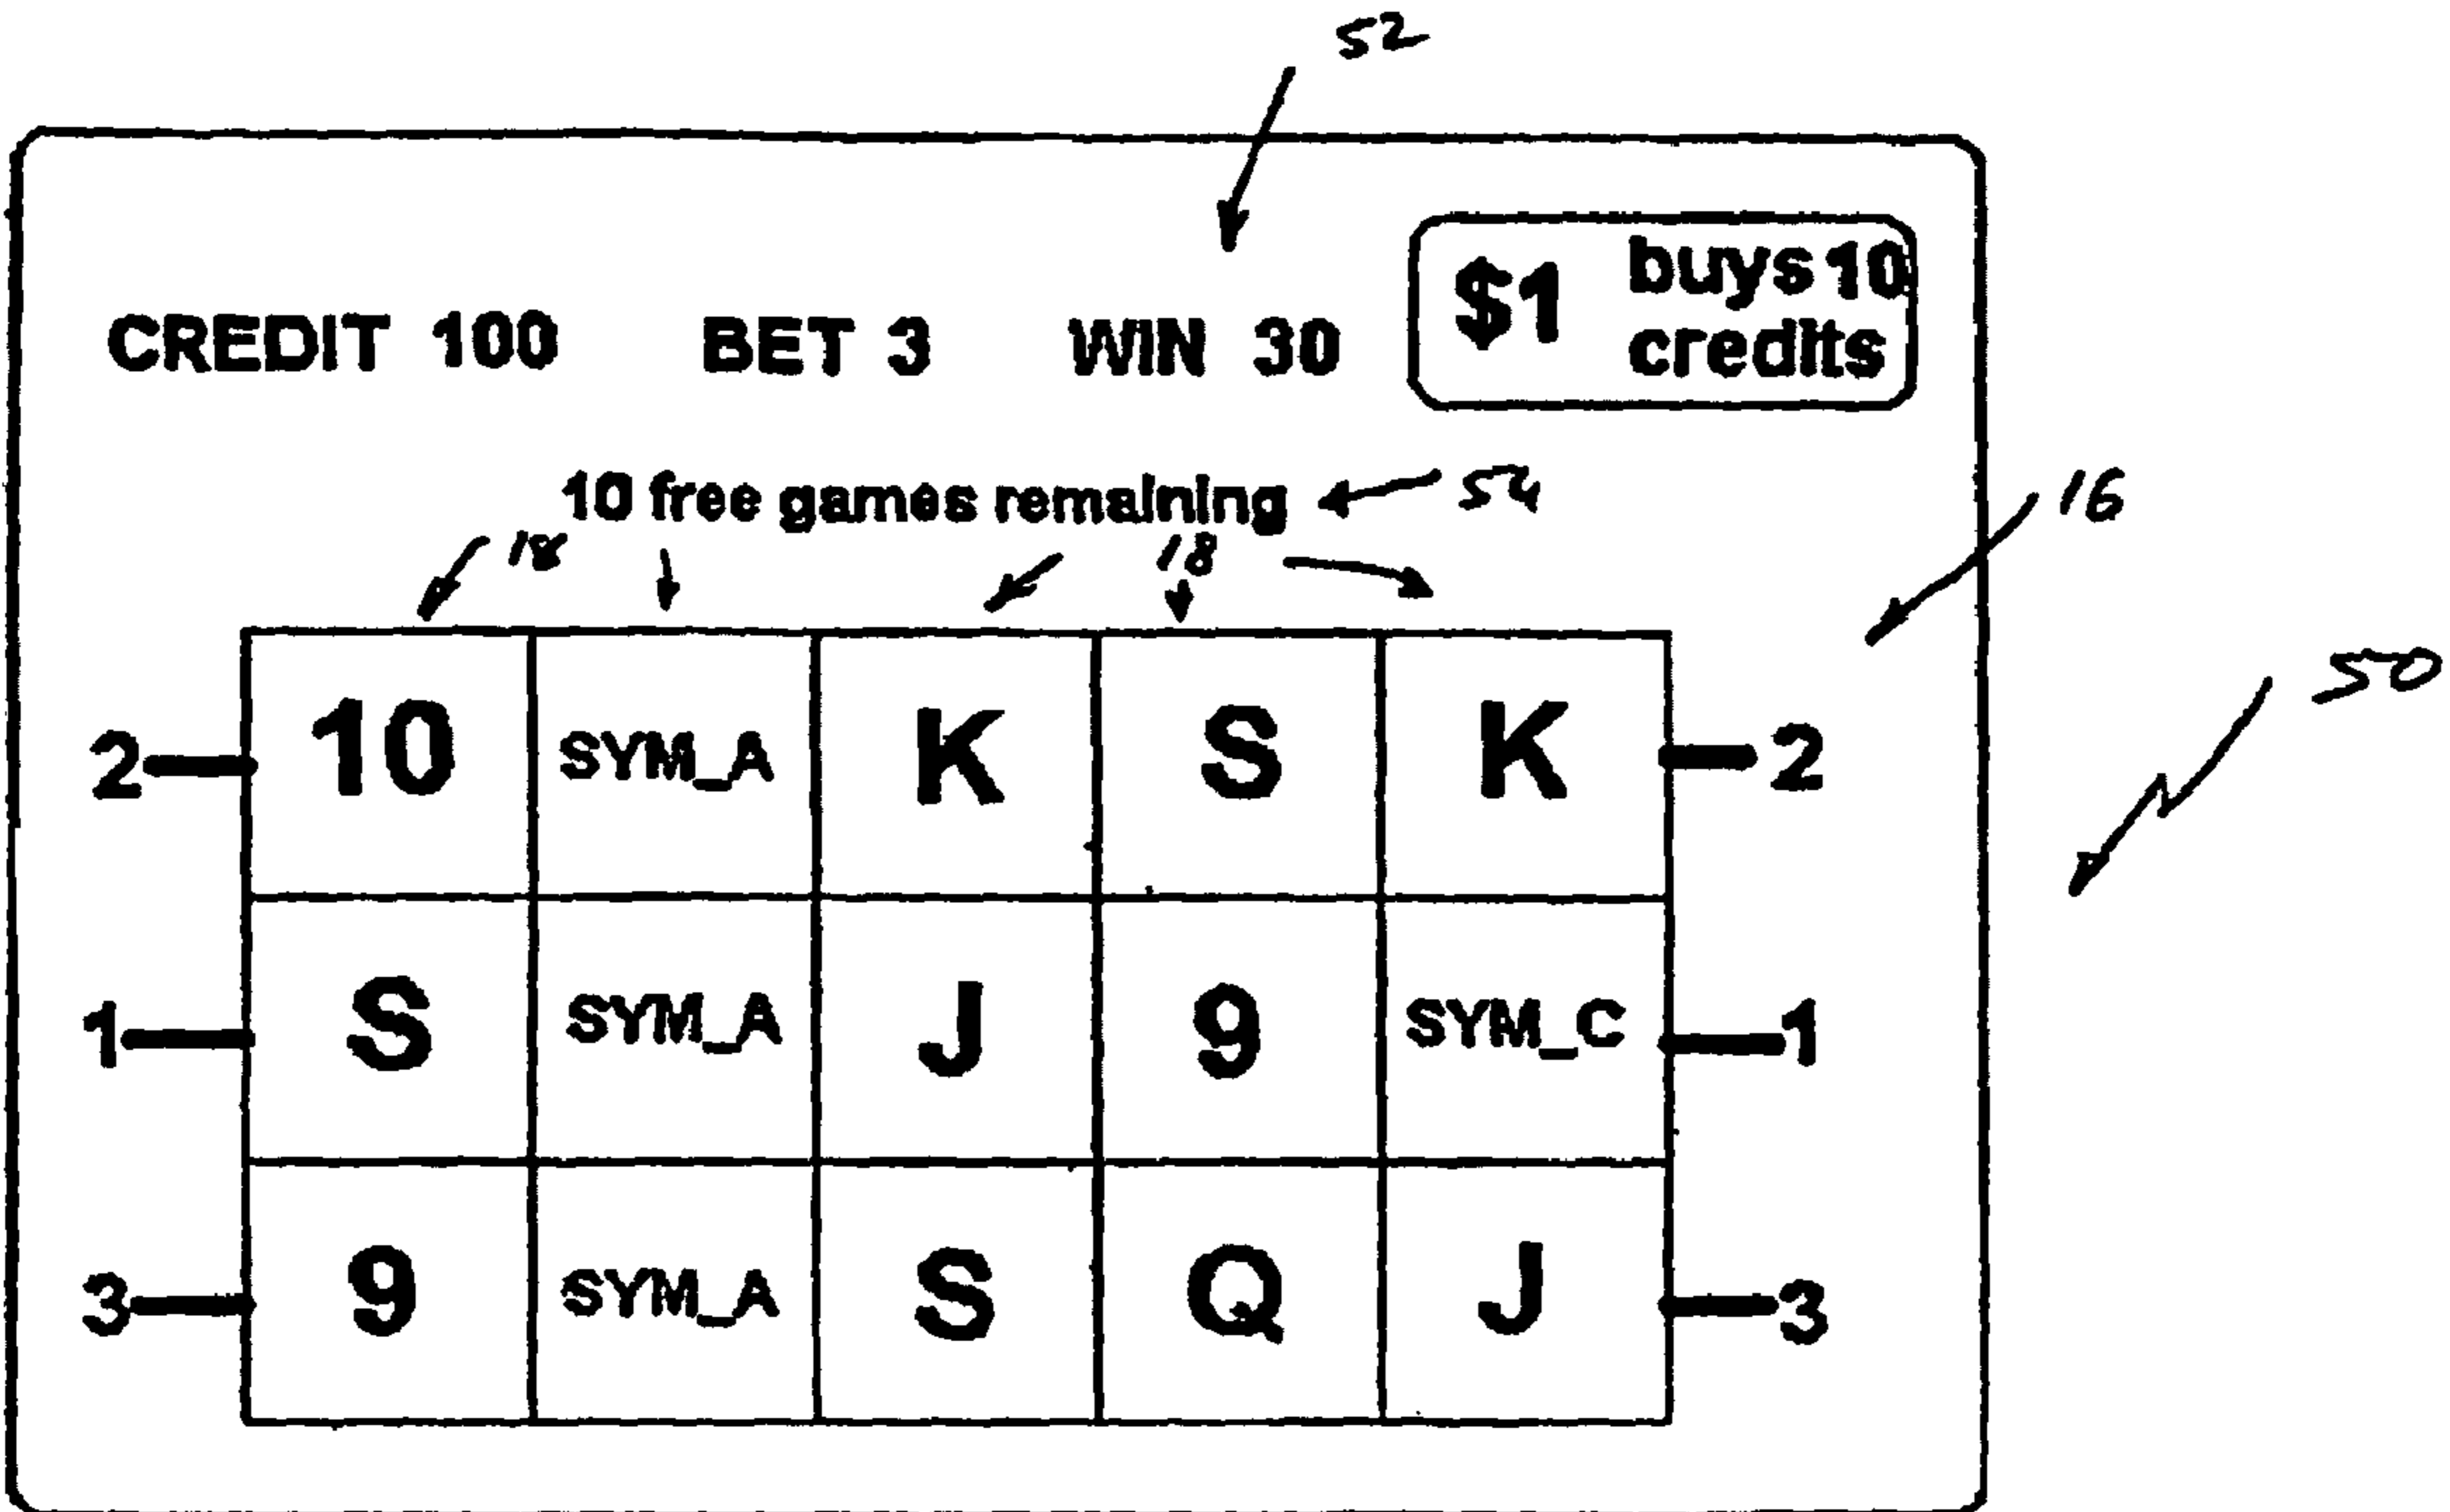 52
$1 buys 10
credits
CREDIT 100 BET 3 WIN 30
10 free games remaining 54
16
18 18
50
2 10 SYM_A K S K 2
1 S SYM_A J 9 SYM_C 1
3 9 SYM_A S Q J 3